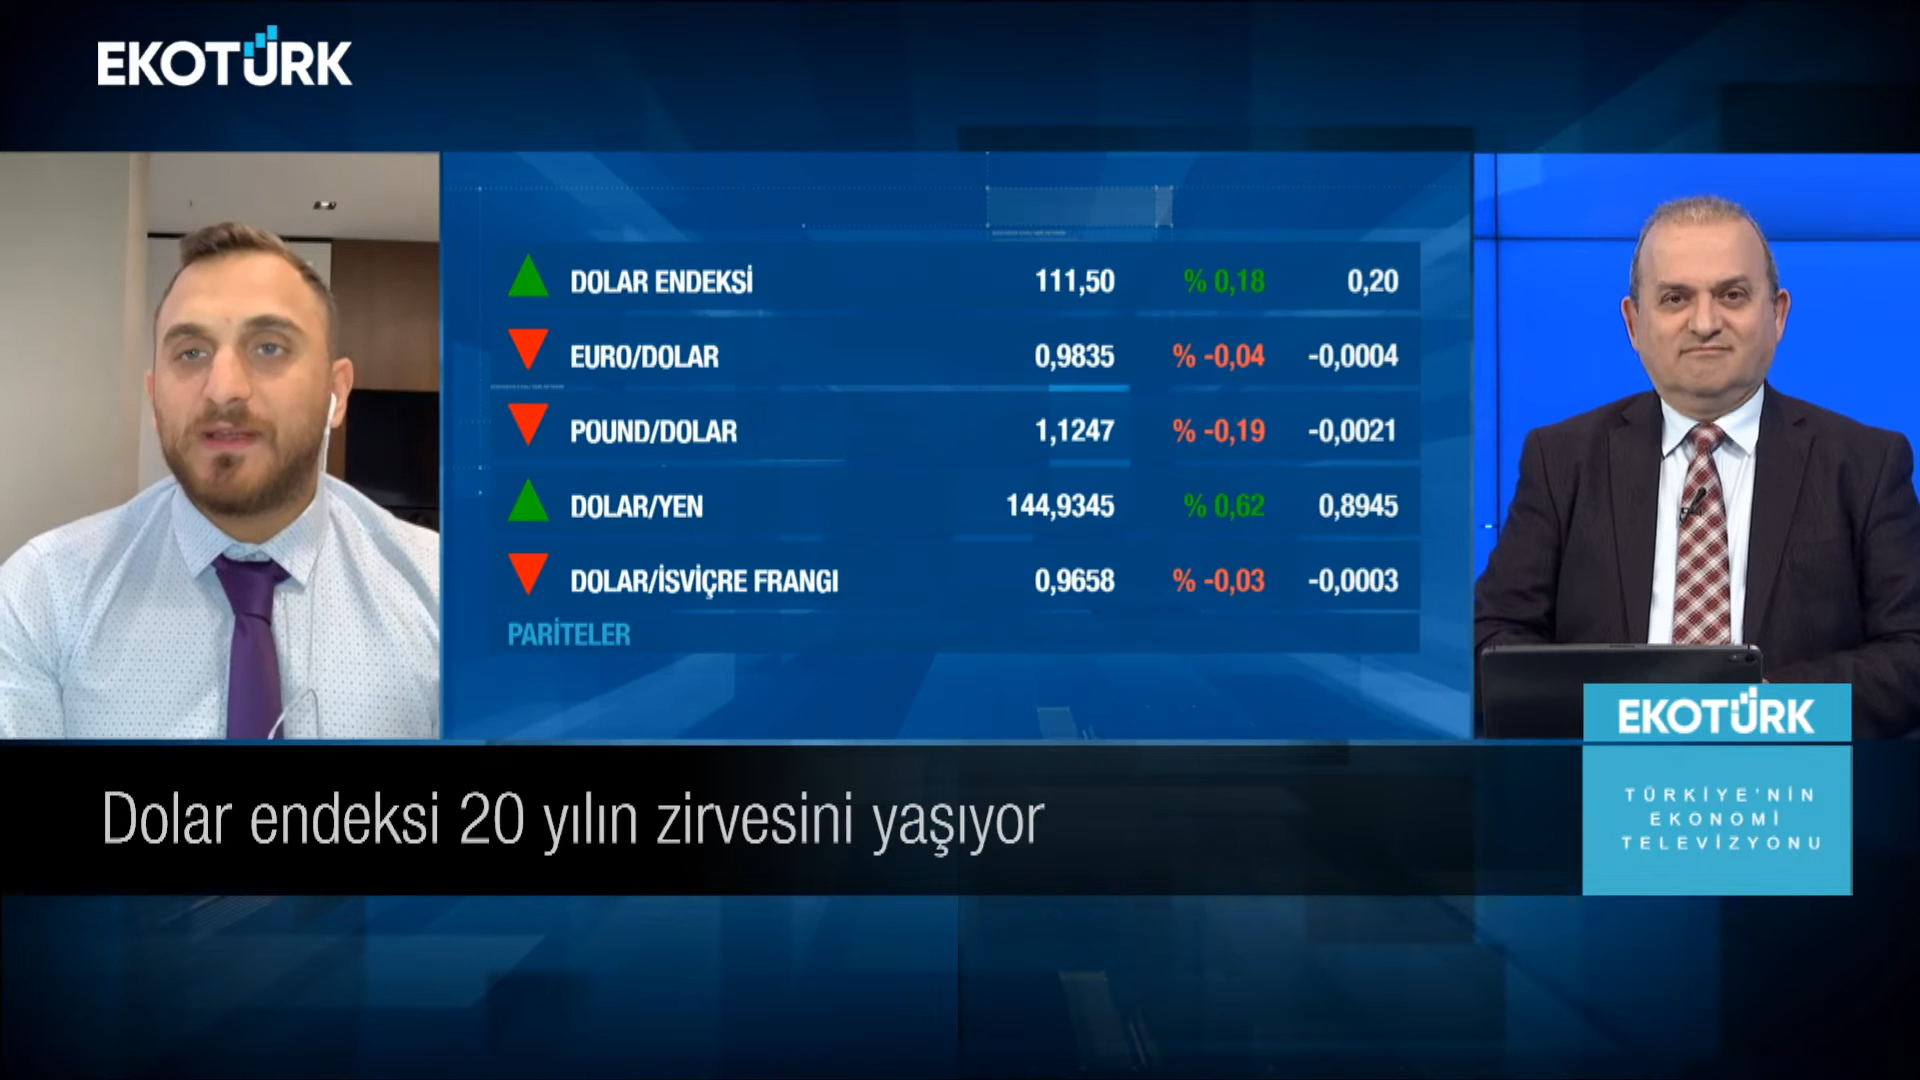 EKOTÜRK
DOLAR ENDEKSİ 111,50 % 0,18 0,20
EURO/DOLAR 0,9835 % -0,04 -0,0004
POUND/DOLAR 1,1247 % -0,19 -0,0021
DOLAR/YEN 144,9345 % 0,62 0,8945
DOLAR/İSVİÇRE FRANGI 0,9658 % -0,03 -0,0003
PARİTELER
EKOTÜRK
Dolar endeksi 20 yılın zirvesini yaşıyor
TÜRKİYE'NİN
EKONOMİ
TELEVİZYONU